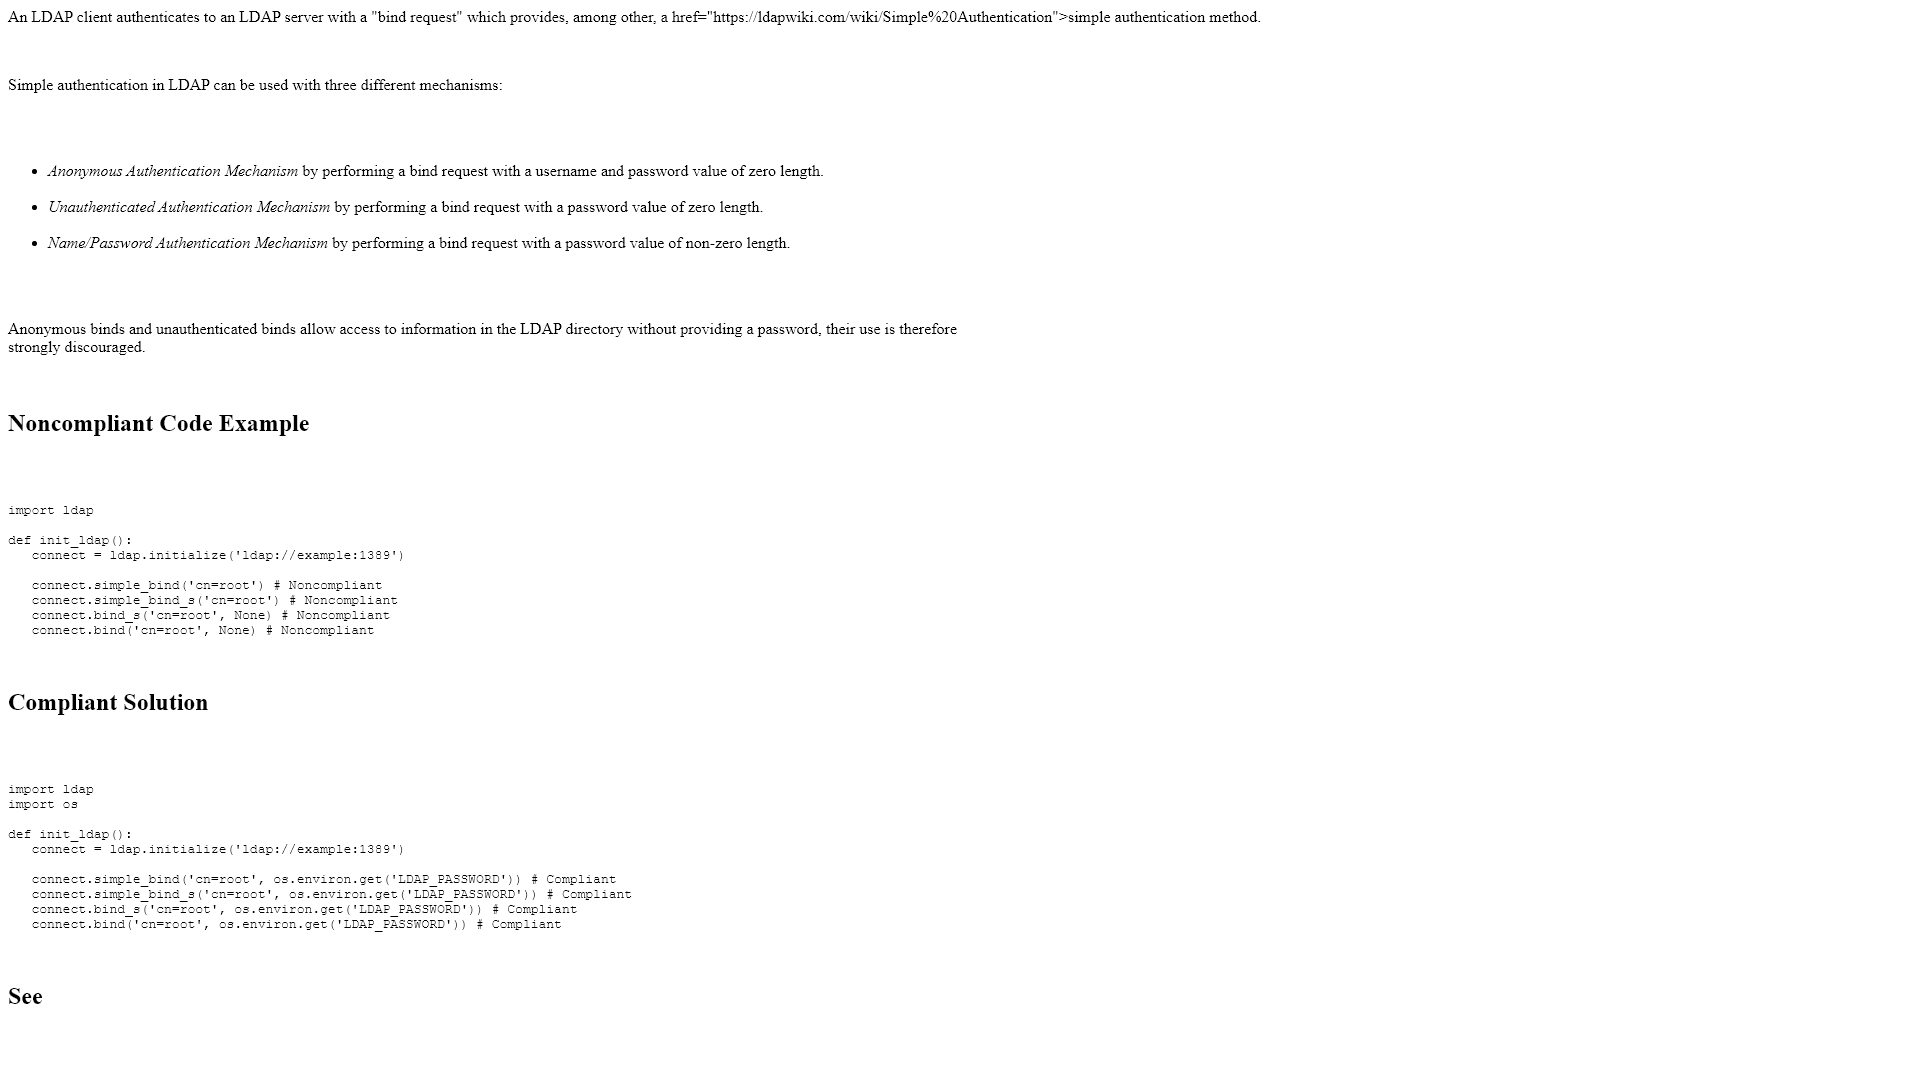 An LDAP client authenticates to an LDAP server with a "bind request" which provides, among other, a href="https://ldapwiki.com/wiki/Simple%20Authentication">simple authentication method.
Simple authentication in LDAP can be used with three different mechanisms:
• Anonymous Authentication Mechanism by performing a bind request with a username and password value of zero length.
• Unauthenticated Authentication Mechanism by performing a bind request with a password value of zero length.
• Name/Password Authentication Mechanism by performing a bind request with a password value of non-zero length.
Anonymous binds and unauthenticated binds allow access to information in the LDAP directory without providing a password, their use is therefore
strongly discouraged.
Noncompliant Code Example
import ldap
def init_ldap():
   connect = ldap.initialize('ldap://example:1389')
   connect.simple_bind('cn=root') # Noncompliant
   connect.simple_bind_s('cn=root') # Noncompliant
   connect.bind_s('cn=root', None) # Noncompliant
   connect.bind('cn=root', None) # Noncompliant
Compliant Solution
import ldap
import os
def init_ldap():
   connect = ldap.initialize('ldap://example:1389')
   connect.simple_bind('cn=root', os.environ.get('LDAP_PASSWORD')) # Compliant
   connect.simple_bind_s('cn=root', os.environ.get('LDAP_PASSWORD')) # Compliant
   connect.bind_s('cn=root', os.environ.get('LDAP_PASSWORD')) # Compliant
   connect.bind('cn=root', os.environ.get('LDAP_PASSWORD')) # Compliant
See